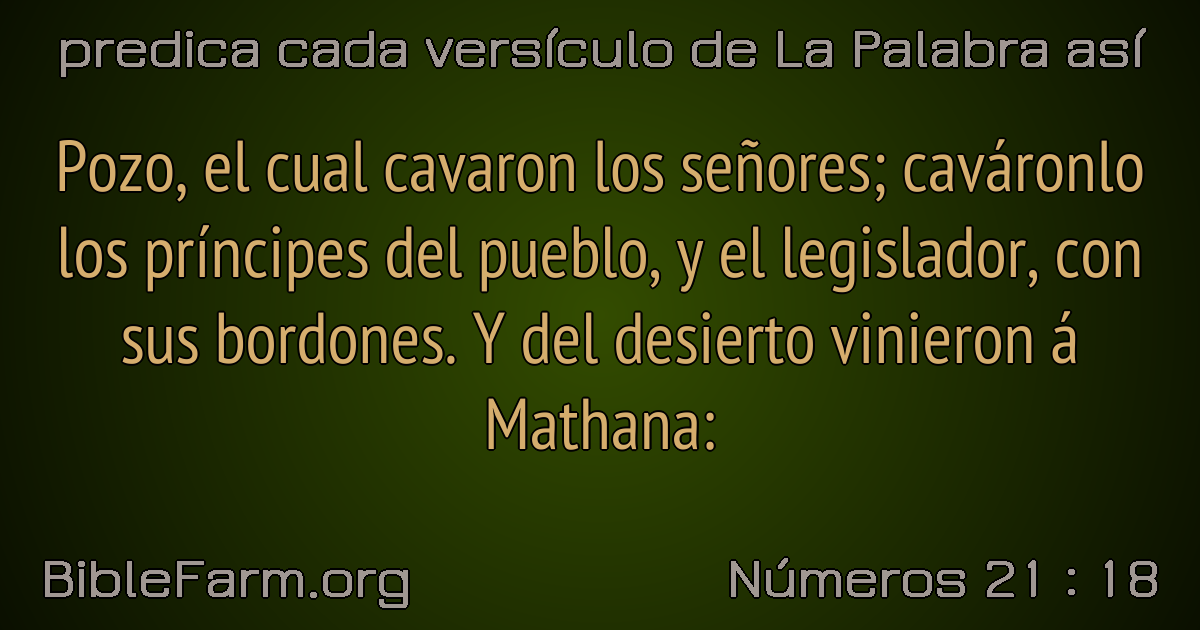 predica cada versículo de La Palabra así
Pozo, el cual cavaron los señores; caváronlo
los príncipes del pueblo, y el legislador, con
sus bordones. Y del desierto vinieron á
Mathana:
BibleFarm.org
Números 21 : 18